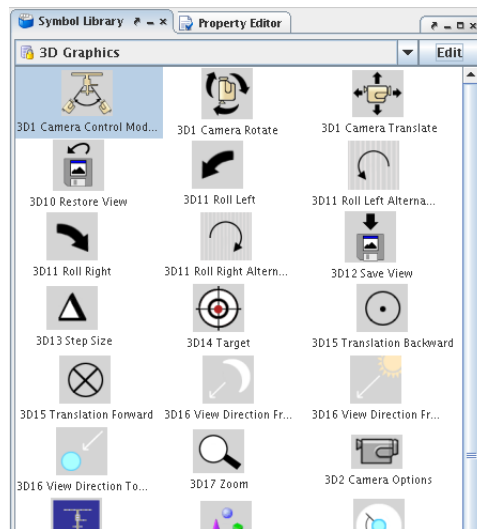 Symbol Library
Property Editor
3D Graphics
Edit
3D1 Camera Control Mod...
3D1 Camera Rotate
3D1 Camera Translate
3D10 Restore View
3D11 Roll Left
3D11 Roll Left Alterna...
3D11 Roll Right
3D11 Roll Right Altern...
3D12 Save View
3D13 Step Size
3D14 Target
3D15 Translation Backward
3D15 Translation Forward
3D16 View Direction Fr...
3D16 View Direction Fr...
3D16 View Direction To...
3D17 Zoom
3D2 Camera Options